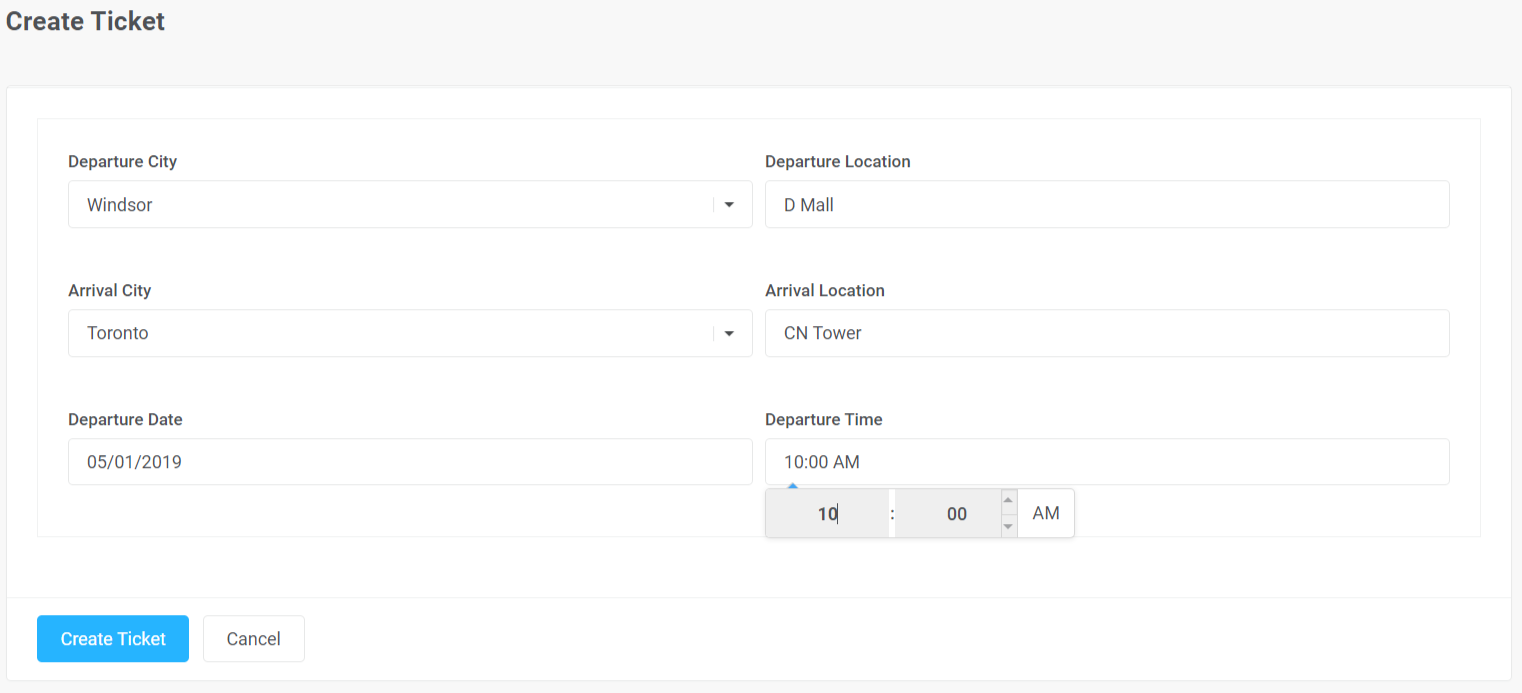 Create Ticket
Departure City
Departure Location
Windsor
D Mall
Arrival City
Arrival Location
Toronto
CN Tower
Departure Date
Departure Time
05/01/2019
10:00 AM
10 : 00 AM
Create Ticket
Cancel